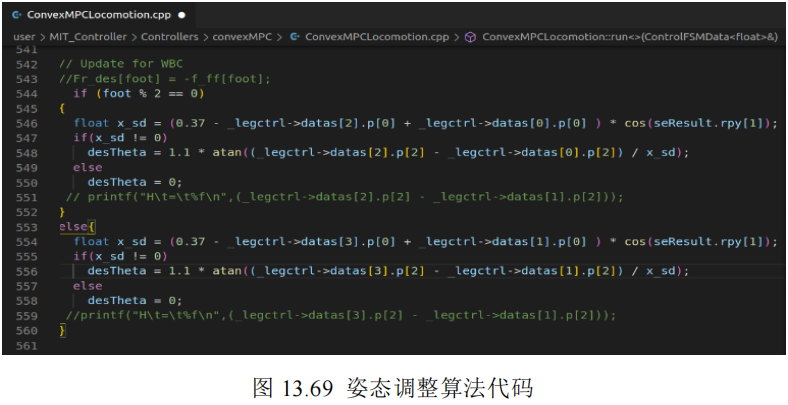 ConvexMPCLocomotion.cpp
user > MIT_Controller > Controllers > convexMPC > ConvexMPCLocomotion.cpp > ConvexMPCLocomotion::run<>(ControlFSMData<float>&)
541
542 // Update for WBC
543 //Fr_des[foot] = -f_ff[foot];
544 if (foot % 2 == 0)
545 {
546 float x_sd = (0.37 - _legctrl->datas[2].p[0] + _legctrl->datas[0].p[0] ) * cos(seResult.rpy[1]);
547 if(x_sd != 0)
548 desTheta = 1.1 * atan((_legctrl->datas[2].p[2] - _legctrl->datas[0].p[2]) / x_sd);
549 else
550 desTheta = 0;
551 // printf("H\t=\t%f\n",(_legctrl->datas[2].p[2] - _legctrl->datas[1].p[2]));
552 }
553 else{
554 float x_sd = (0.37 - _legctrl->datas[3].p[0] + _legctrl->datas[1].p[0] ) * cos(seResult.rpy[1]);
555 if(x_sd != 0)
556 desTheta = 1.1 * atan((_legctrl->datas[3].p[2] - _legctrl->datas[1].p[2]) / x_sd);
557 else
558 desTheta = 0;
559 //printf("H\t=\t%f\n",(_legctrl->datas[3].p[2] - _legctrl->datas[1].p[2]));
560 }
561
图 13.69 姿态调整算法代码